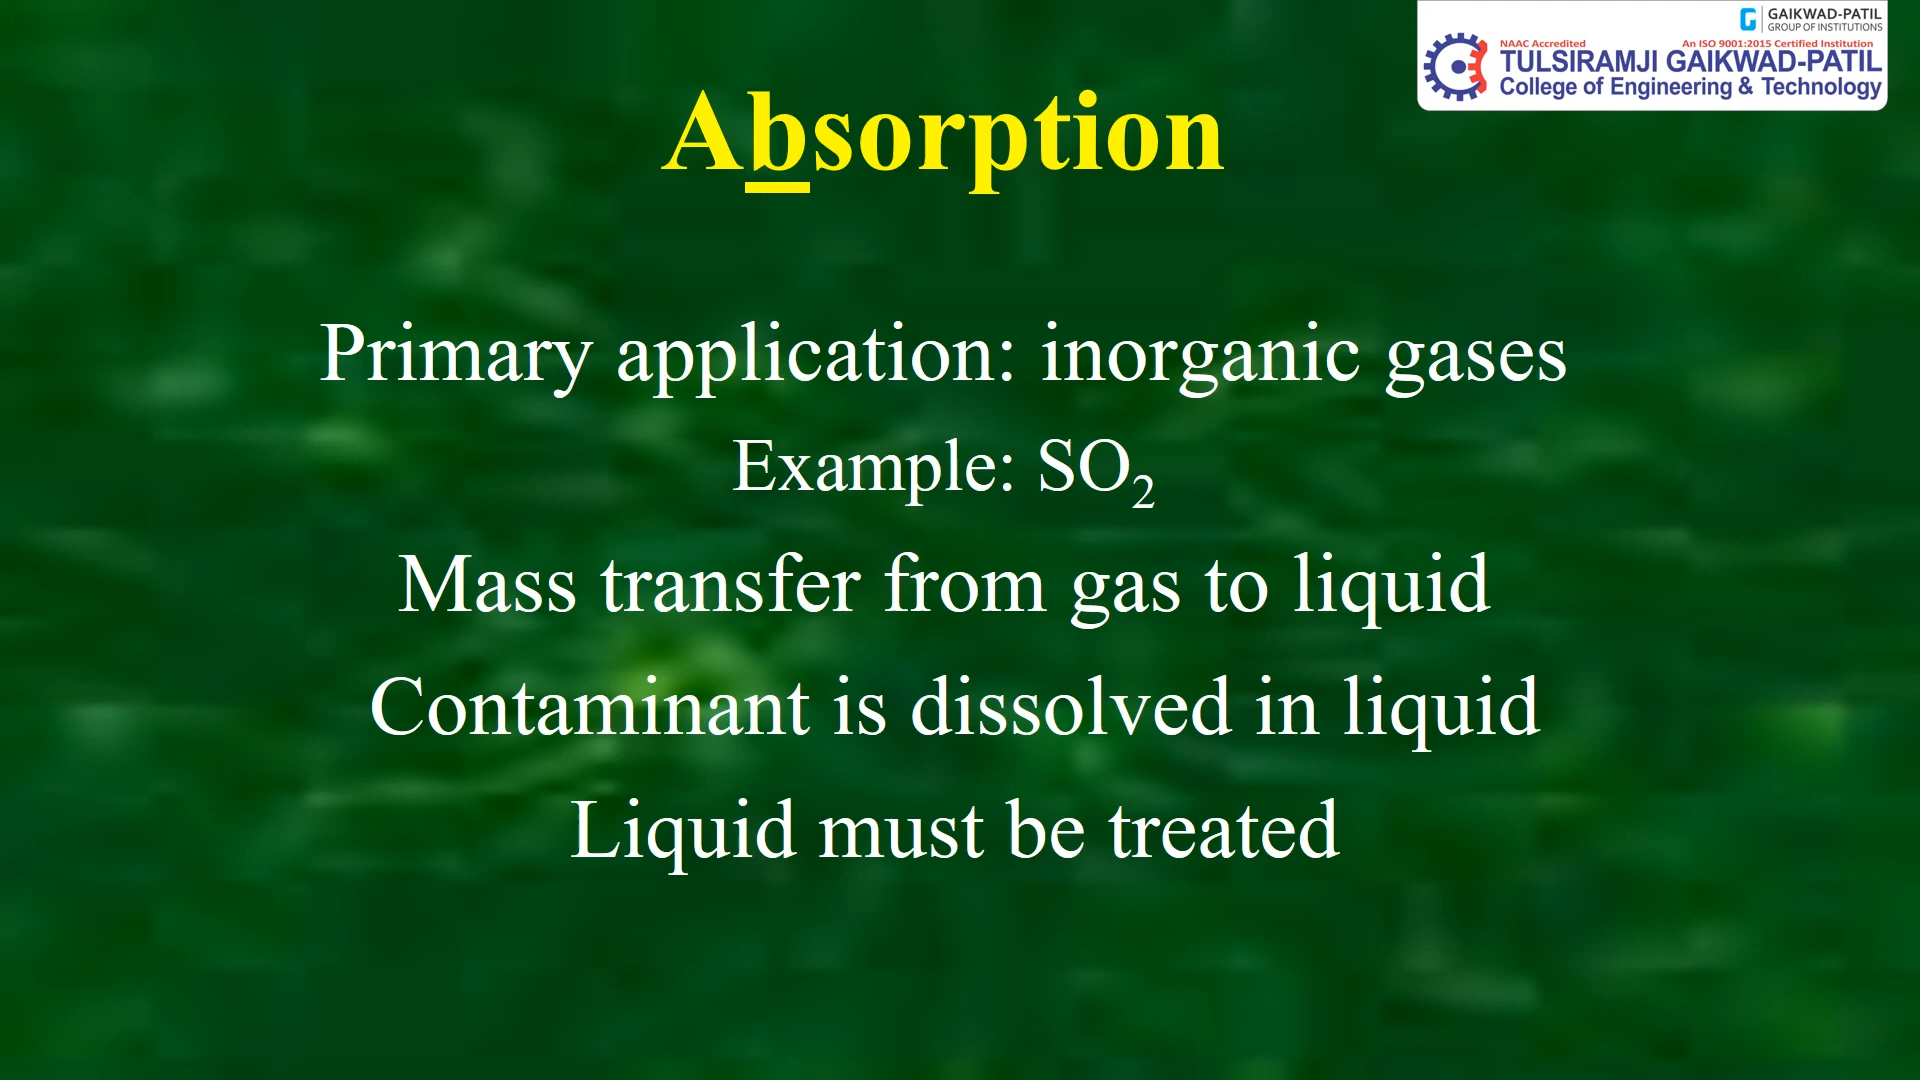 GAIKWAD-PATIL
GROUP OF INSTITUTIONS
NAAC Accredited An ISO 9001:2015 Certified Institution
TULSIRAMJI GAIKWAD-PATIL
College of Engineering & Technology
Absorption
Primary application: inorganic gases
Example: SO₂
Mass transfer from gas to liquid
Contaminant is dissolved in liquid
Liquid must be treated